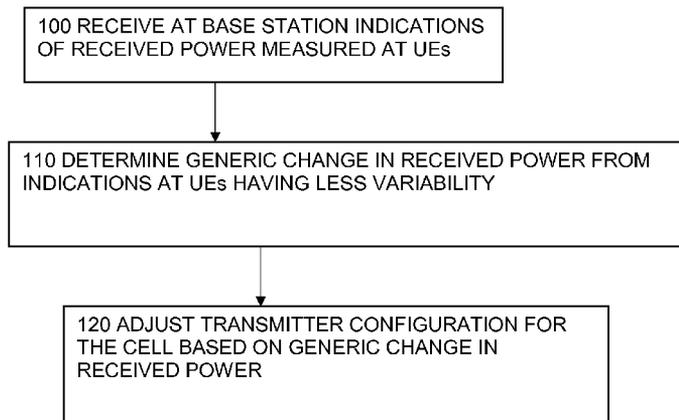 100 RECEIVE AT BASE STATION INDICATIONS
OF RECEIVED POWER MEASURED AT UEs
110 DETERMINE GENERIC CHANGE IN RECEIVED POWER FROM
INDICATIONS AT UEs HAVING LESS VARIABILITY
120 ADJUST TRANSMITTER CONFIGURATION FOR
THE CELL BASED ON GENERIC CHANGE IN
RECEIVED POWER